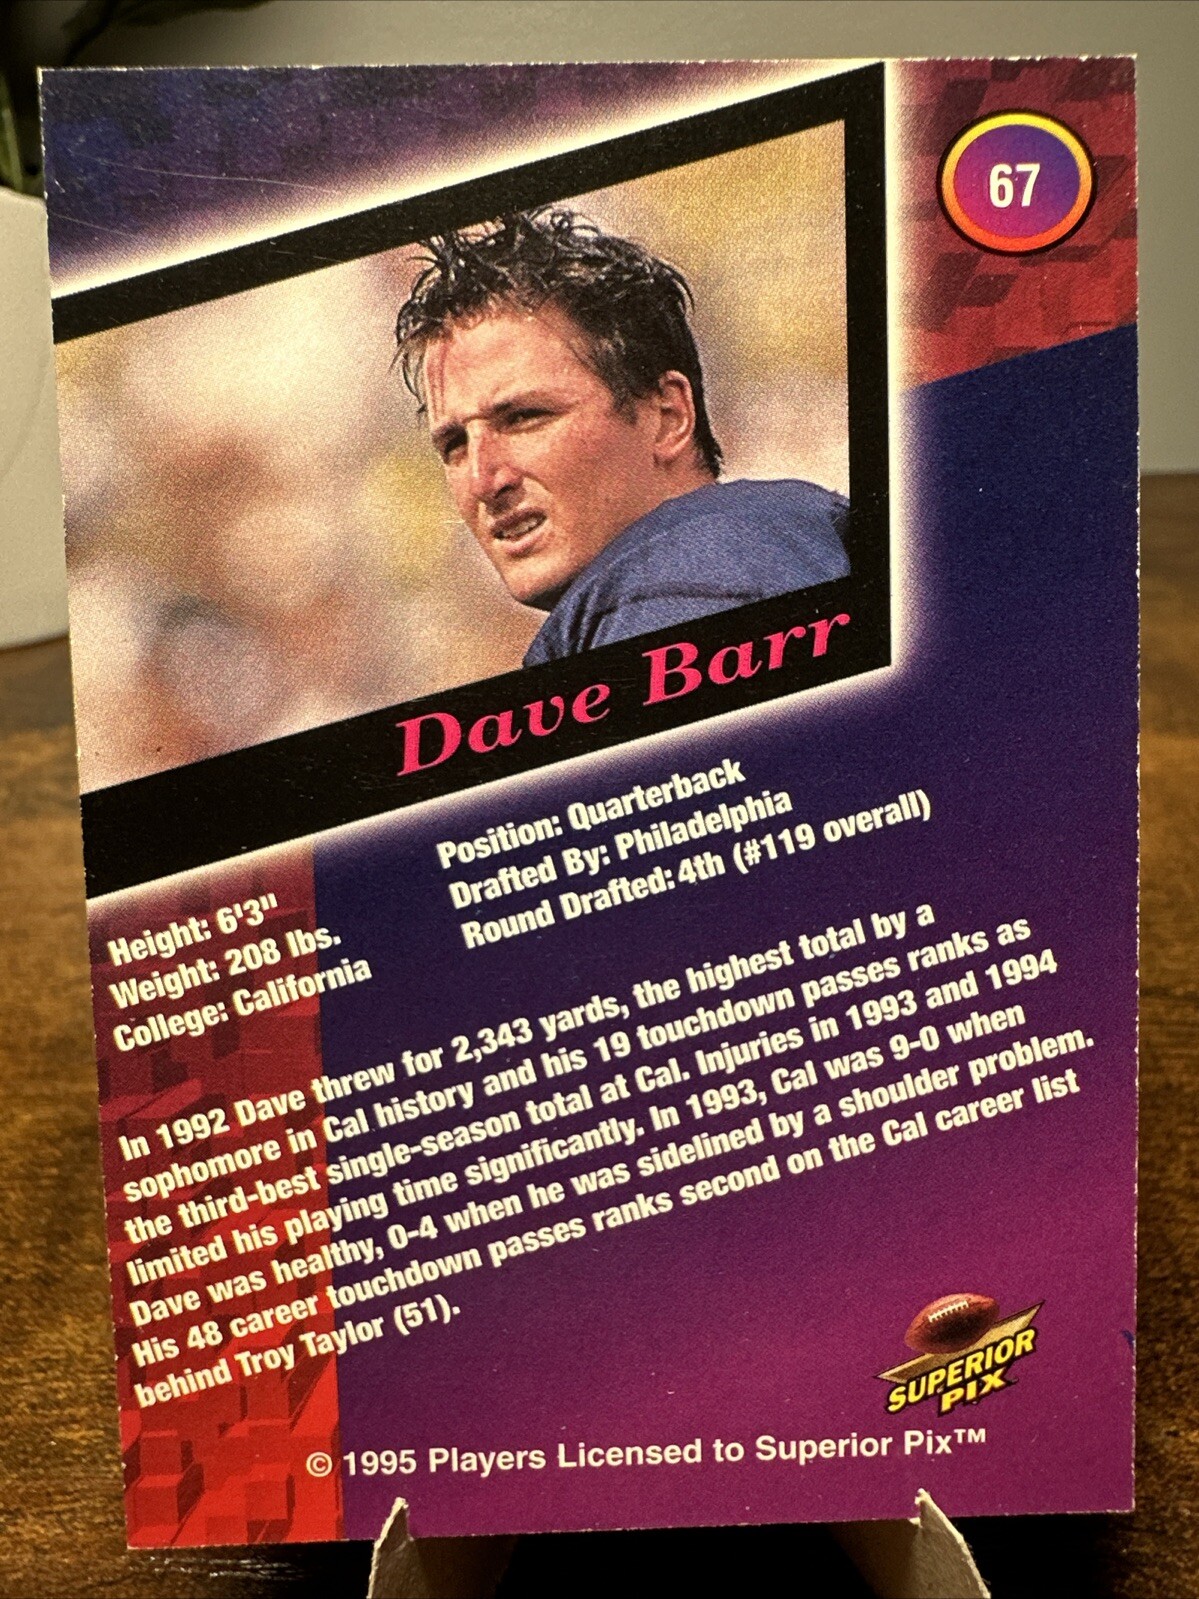 67
Dave Barr
Position: Quarterback
Drafted By: Philadelphia
Round Drafted: 4th (#119 overall)
Height: 6'3"
Weight: 208 lbs.
College: California
In 1992 Dave threw for 2,343 yards, the highest total by a
sophomore in Cal history and his 19 touchdown passes ranks as
the third-best single-season total at Cal. Injuries in 1993 and 1994
limited his playing time significantly. In 1993, Cal was 9-0 when
Dave was healthy, 0-4 when he was sidelined by a shoulder problem.
His 48 career touchdown passes ranks second on the Cal career list
behind Troy Taylor (51).
SUPERIOR
PIX
© 1995 Players Licensed to Superior Pix™